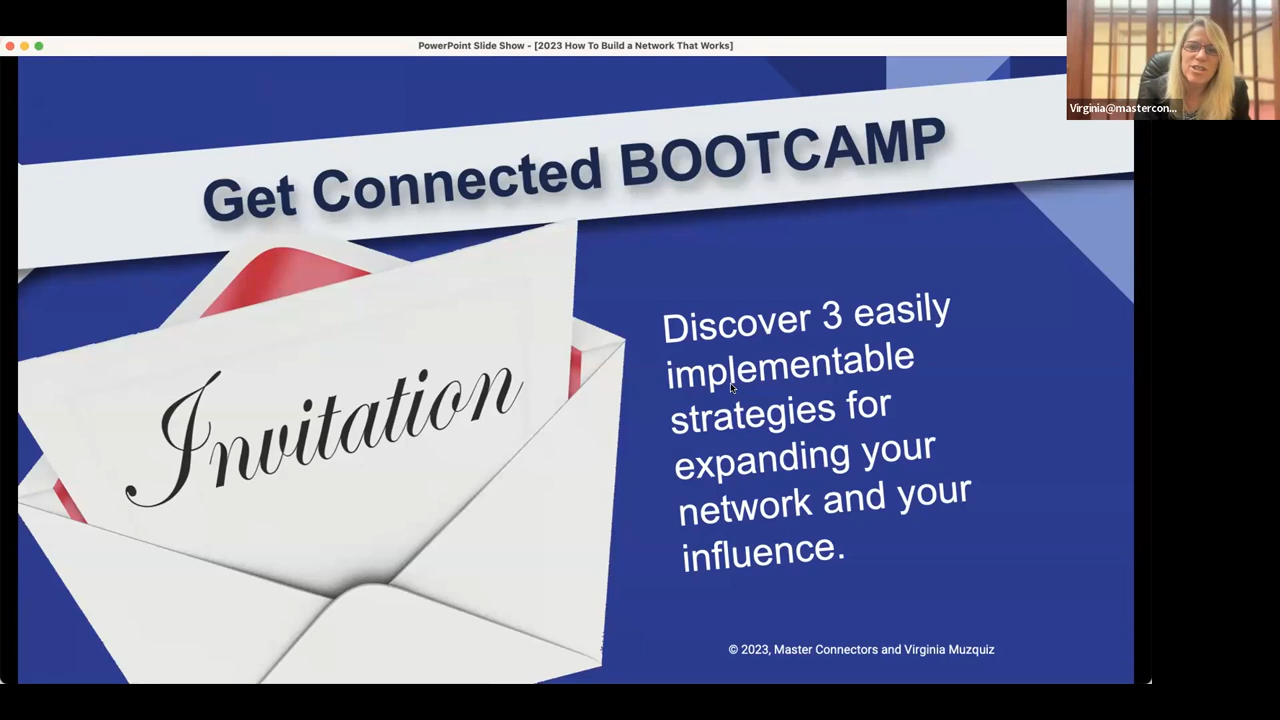 PowerPoint Slide Show - [2023 How To Build a Network That Works]
Virginia@mastercon...
Get Connected BOOTCAMP
Invitation
Discover 3 easily
implementable
strategies for
expanding your
network and your
influence.
© 2023, Master Connectors and Virginia Muzquiz